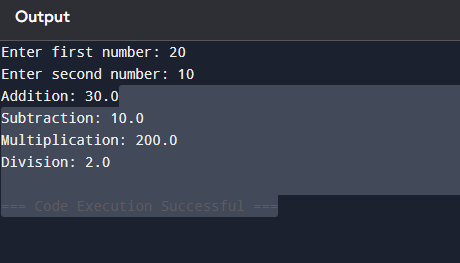 Output
Enter first number: 20
Enter second number: 10
Addition: 30.0
Subtraction: 10.0
Multiplication: 200.0
Division: 2.0
=== Code Execution Successful ===